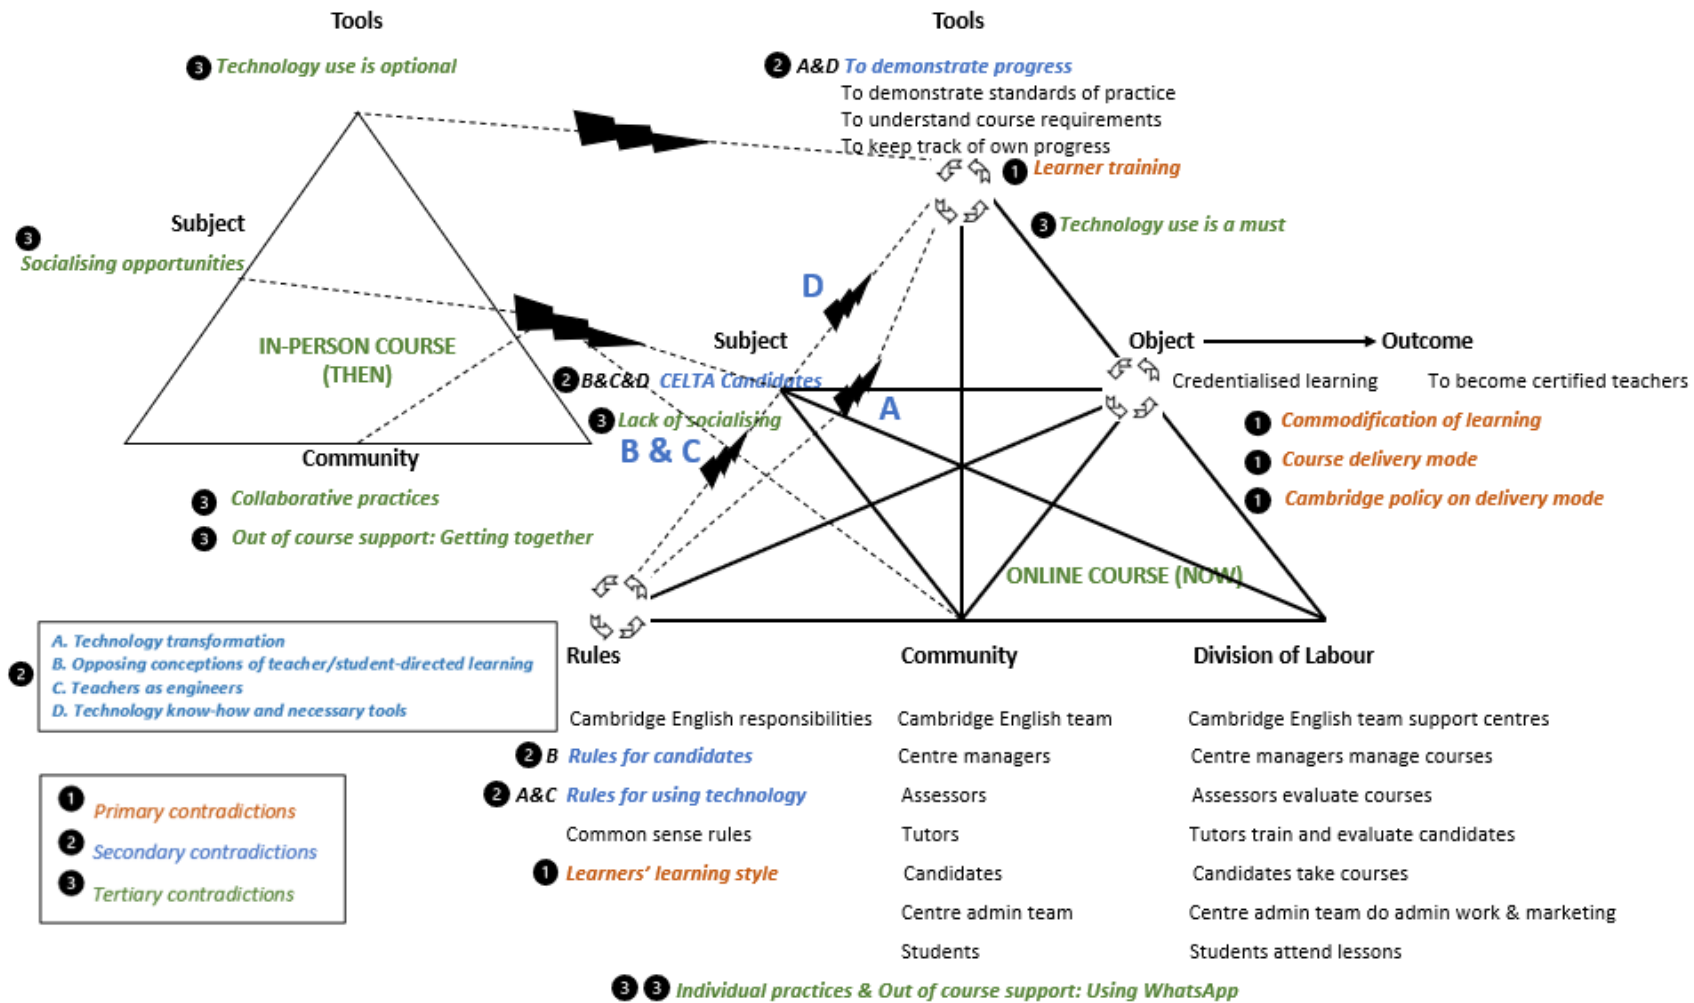 Tools
3 Technology use is optional
Subject
3
Socialising opportunities
IN-PERSON COURSE
(THEN)
Community
3 Collaborative practices
3 Out of course support: Getting together
Tools
2 A&D To demonstrate progress
To demonstrate standards of practice
To understand course requirements
To keep track of own progress
1 Learner training
3 Technology use is a must
D
Subject
2 B&C&D CELTA Candidates
3 Lack of socialising
A
B & C
Object
Outcome
Credentialised learning
To become certified teachers
1 Commodification of learning
1 Course delivery mode
1 Cambridge policy on delivery mode
ONLINE COURSE (NOW)
2
A. Technology transformation
B. Opposing conceptions of teacher/student-directed learning
C. Teachers as engineers
D. Technology know-how and necessary tools
1 Primary contradictions
2 Secondary contradictions
3 Tertiary contradictions
Rules
Cambridge English responsibilities
2 B Rules for candidates
2 A&C Rules for using technology
Common sense rules
1 Learners' learning style
Community
Cambridge English team
Centre managers
Assessors
Tutors
Candidates
Centre admin team
Students
Division of Labour
Cambridge English team support centres
Centre managers manage courses
Assessors evaluate courses
Tutors train and evaluate candidates
Candidates take courses
Centre admin team do admin work & marketing
Students attend lessons
3 3 Individual practices & Out of course support: Using WhatsApp